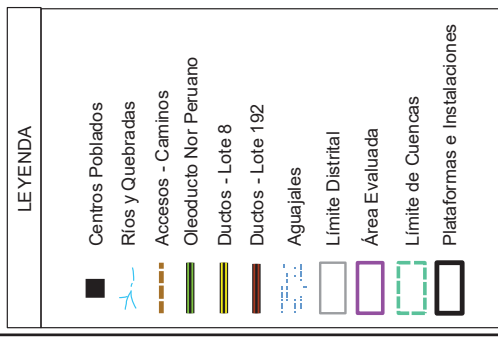 LEYENDA
Centros Poblados
Ríos y Quebradas
Accesos - Caminos
Oleoducto Nor Peruano
Ductos - Lote 8
Ductos - Lote 192
Aguajales
Límite Distrital
Área Evaluada
Límite de Cuencas
Plataformas e Instalaciones